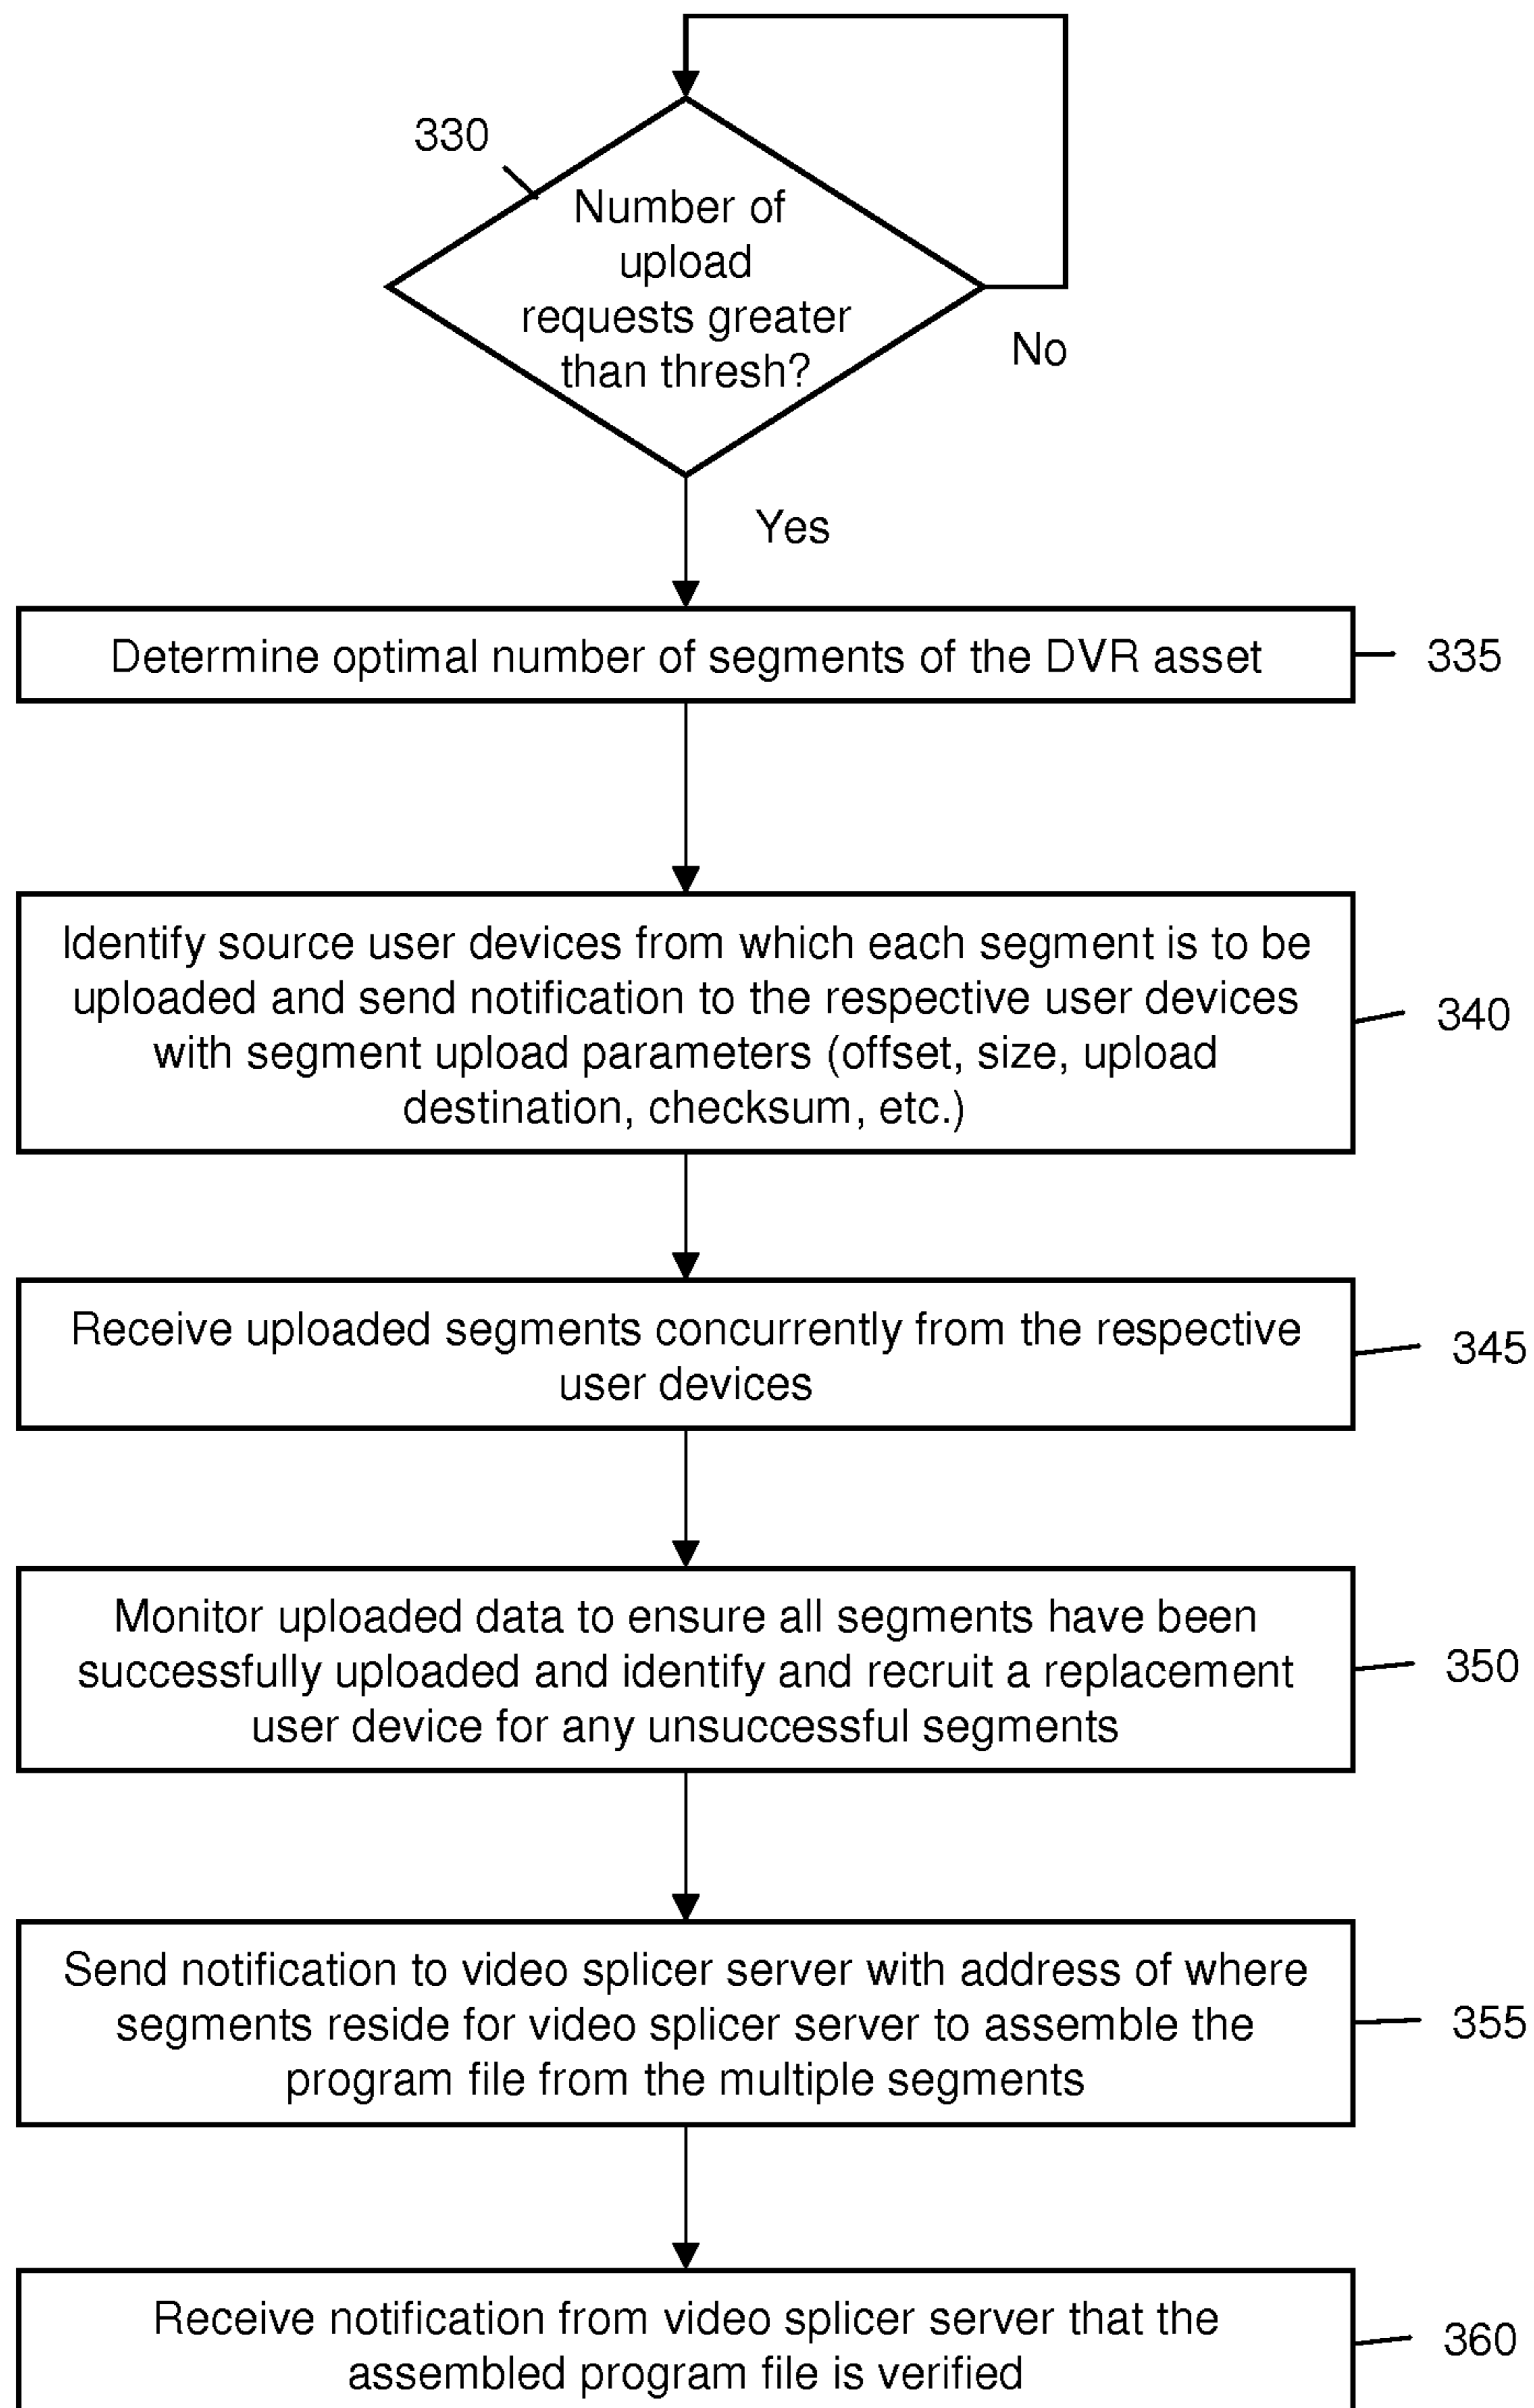 330
Number of
upload
requests greater
than thresh?
No
Yes
Determine optimal number of segments of the DVR asset
335
Identify source user devices from which each segment is to be
uploaded and send notification to the respective user devices
with segment upload parameters (offset, size, upload
destination, checksum, etc.)
340
Receive uploaded segments concurrently from the respective
user devices
345
Monitor uploaded data to ensure all segments have been
successfully uploaded and identify and recruit a replacement
user device for any unsuccessful segments
350
Send notification to video splicer server with address of where
segments reside for video splicer server to assemble the
program file from the multiple segments
355
Receive notification from video splicer server that the
assembled program file is verified
360